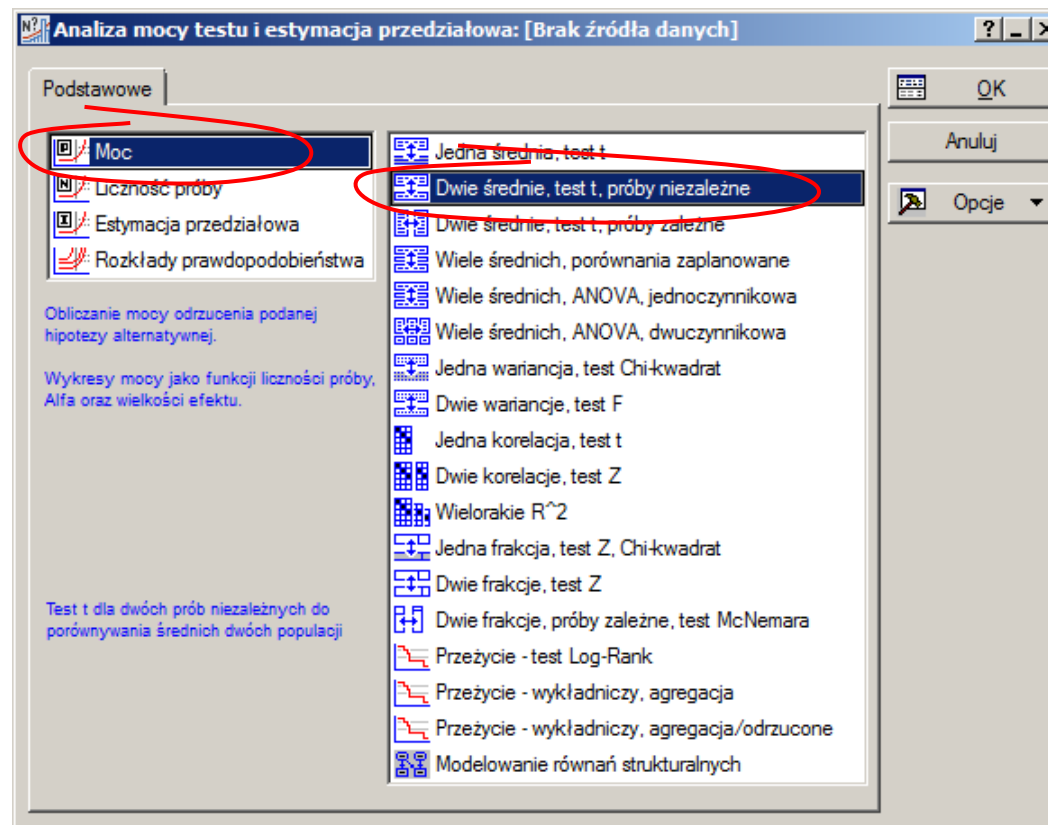 Analiza mocy testu i estymacja przedziałowa: [Brak źródła danych]
Podstawowe
Moc
Liczność próby
Estymacja przedziałowa
Rozkłady prawdopodobieństwa
Obliczanie mocy odrzucenia podanej
hipotezy alternatywnej.
Wykresy mocy jako funkcji liczności próby,
Alfa oraz wielkości efektu.
Test t dla dwóch prób niezależnych do
porównywania średnich dwóch populacji
Jedna średnia, test t
Dwie średnie, test t, próby niezależne
Dwie średnie, test t, próby zależne
Wiele średnich, porównania zaplanowane
Wiele średnich, ANOVA, jednoczynnikowa
Wiele średnich, ANOVA, dwuczynnikowa
Jedna wariancja, test Chi-kwadrat
Dwie wariancje, test F
Jedna korelacja, test t
Dwie korelacje, test Z
Wielorakie R^2
Jedna frakcja, test Z, Chi-kwadrat
Dwie frakcje, test Z
Dwie frakcje, próby zależne, test McNemara
Przeżycie - test Log-Rank
Przeżycie - wykładniczy, agregacja
Przeżycie - wykładniczy, agregacja/odrzucone
Modelowanie równań strukturalnych
OK
Anuluj
Opcje